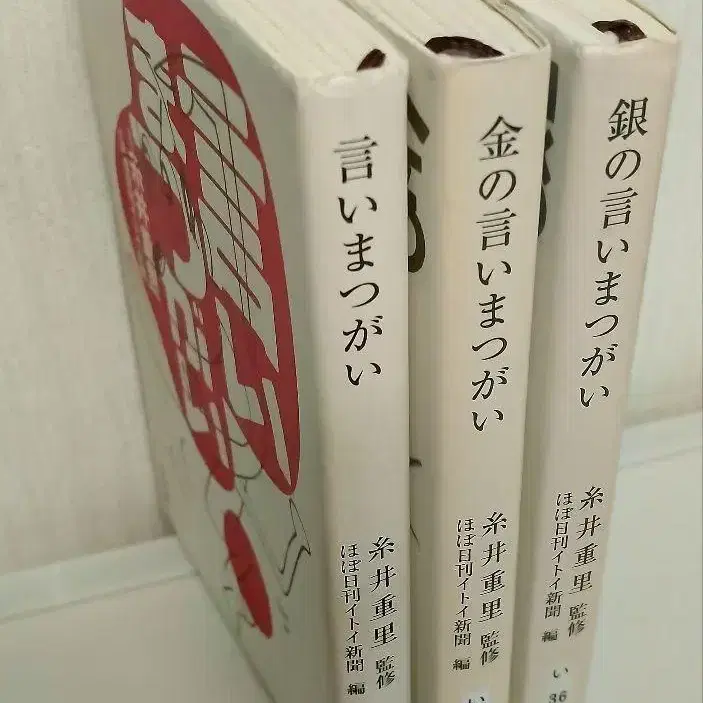 言いまつがい
糸井重里 監修
ほぼ日刊イトイ新聞 編
金の言いまつがい
糸井重里 監修
ほぼ日刊イトイ新聞 編
い
銀の言いまつがい
糸井重里 監修
ほぼ日刊イトイ新聞 編
い
36